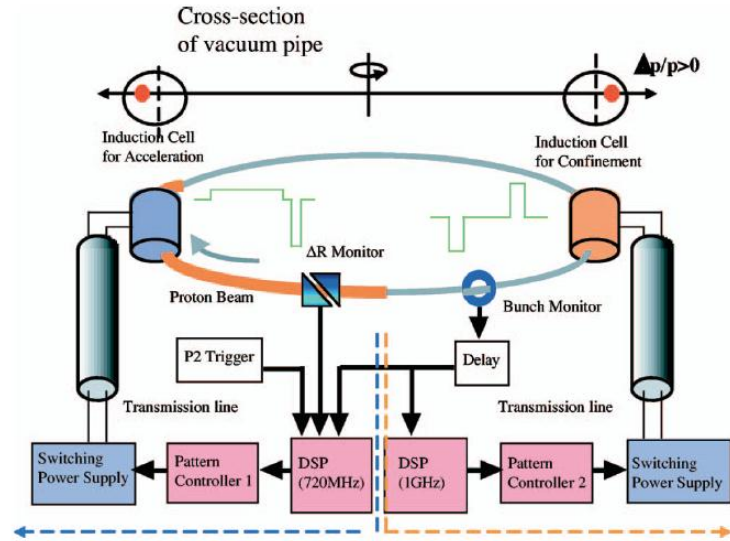 Cross-section
of vacuum pipe
Δp/p>0
Induction Cell
for Acceleration
Induction Cell
for Confinement
ΔR Monitor
Proton Beam
Bunch Monitor
P2 Trigger
Delay
Transmission line
Transmission line
Switching
Power Supply
Pattern
Controller 1
DSP
(720MHz)
DSP
(1GHz)
Pattern
Controller 2
Switching
Power Supply